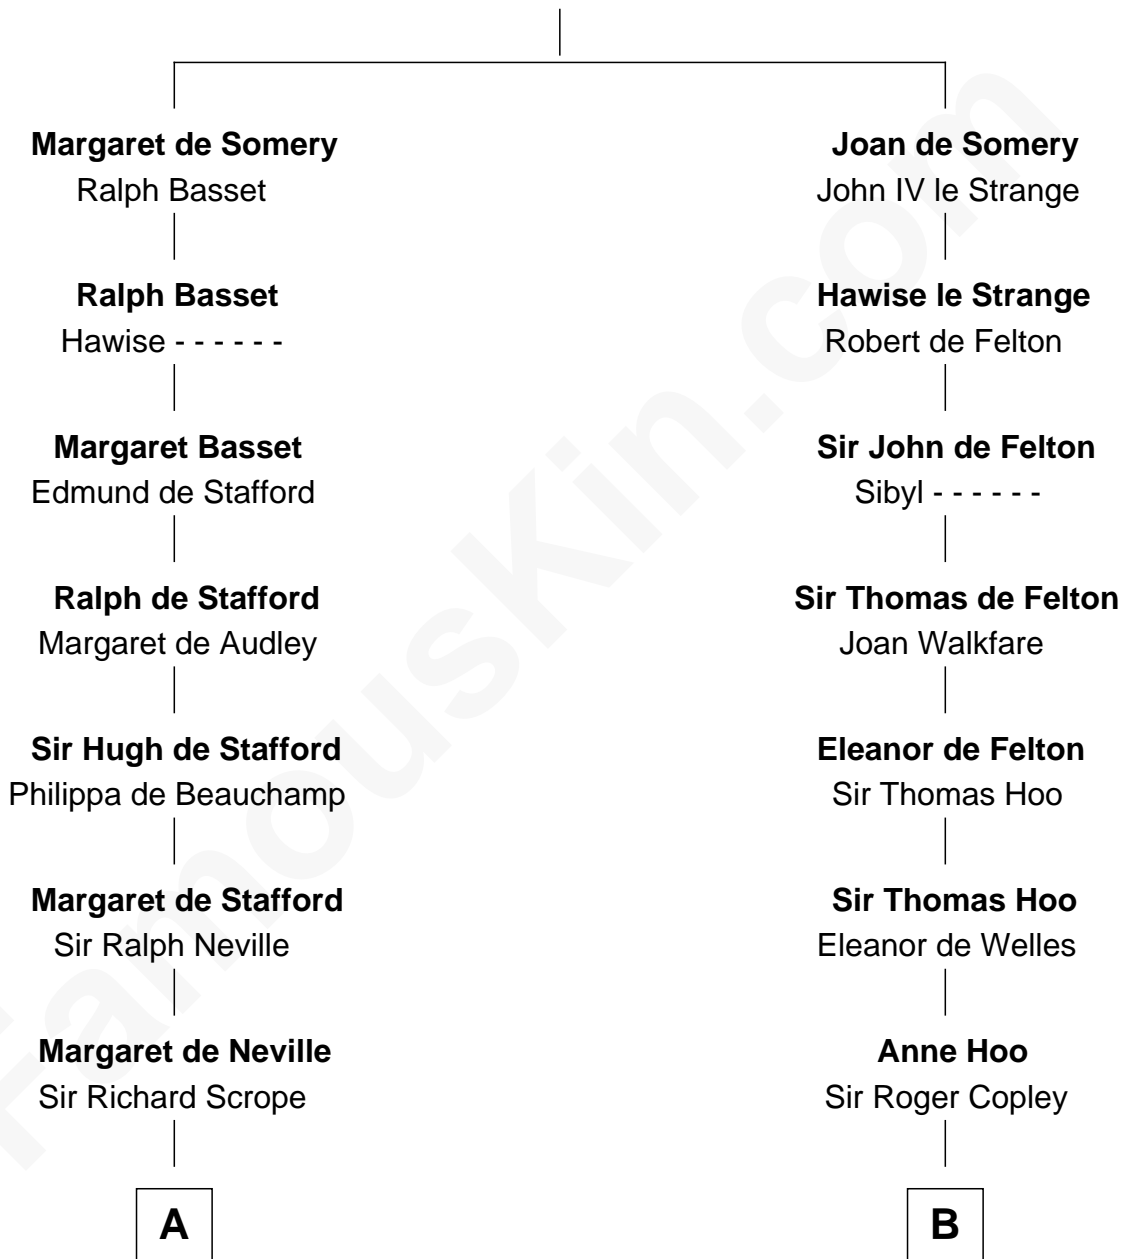 Margaret de Somery
Ralph Basset
Ralph Basset
Hawise - - - - - -
Margaret Basset
Edmund de Stafford
Ralph de Stafford
Margaret de Audley
Sir Hugh de Stafford
Philippa de Beauchamp
Margaret de Stafford
Sir Ralph Neville
Margaret de Neville
Sir Richard Scrope
A
Joan de Somery
John IV le Strange
Hawise le Strange
Robert de Felton
Sir John de Felton
Sibyl - - - - - -
Sir Thomas de Felton
Joan Walkfare
Eleanor de Felton
Sir Thomas Hoo
Sir Thomas Hoo
Eleanor de Welles
Anne Hoo
Sir Roger Copley
B
FamousKin.com